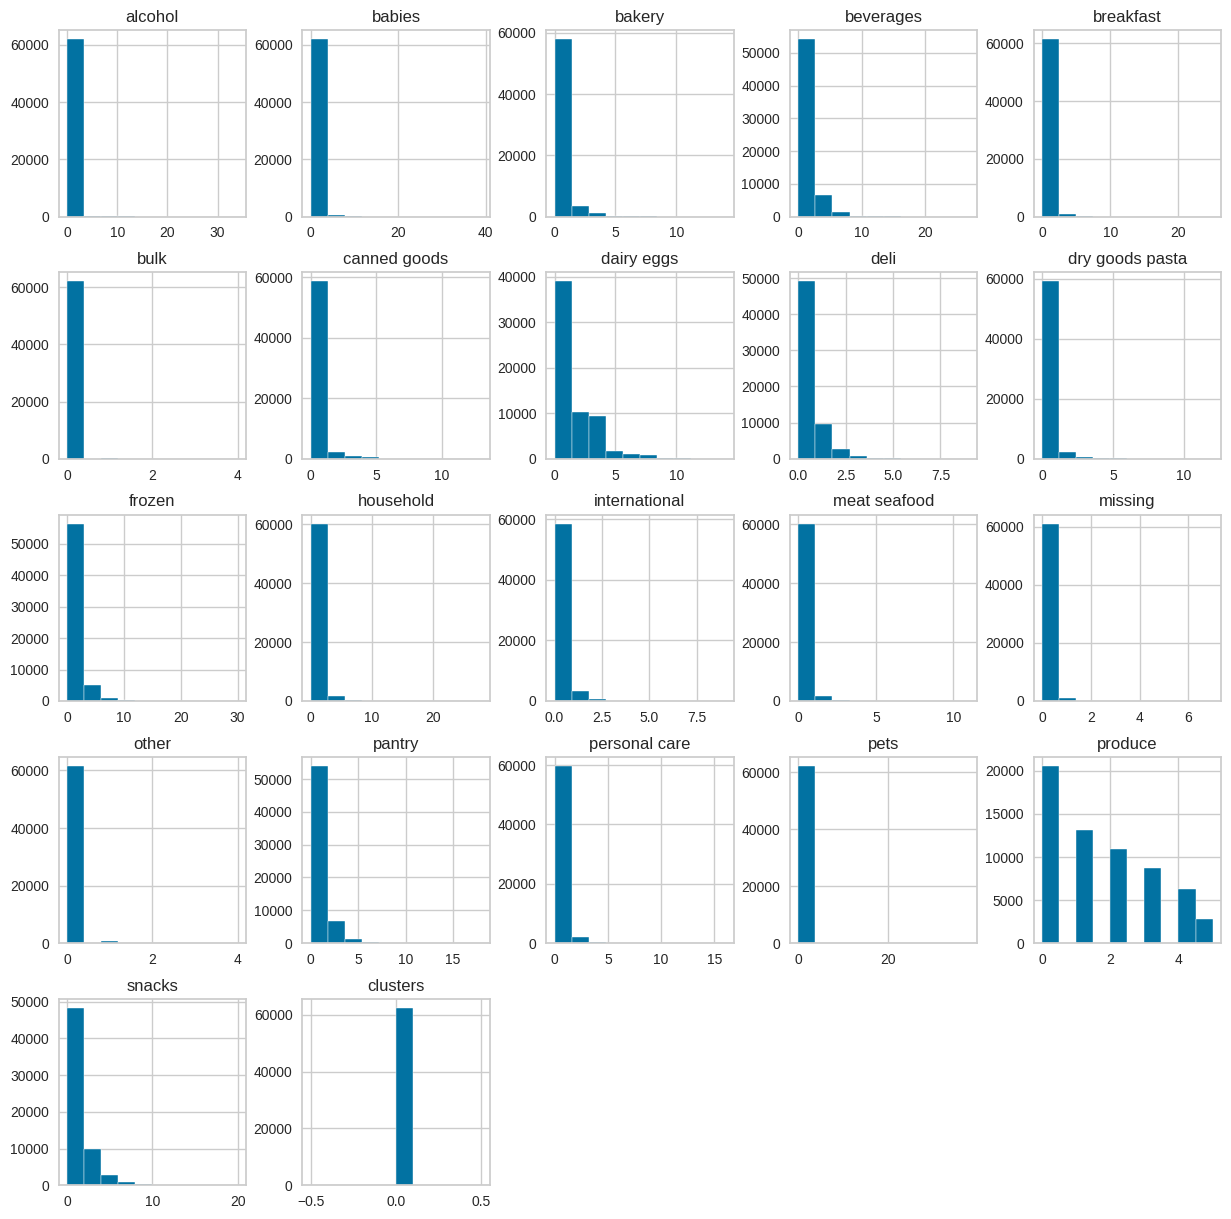 alcohol babies bakery beverages breakfast
60000 60000 60000 50000 60000
40000 40000 40000 40000 40000
30000
20000 20000 20000 20000 20000
10000
0 0 0 0 0
0 10 20 30 0 20 40 0 5 10 0 10 20 0 10 20
bulk canned goods dairy eggs deli dry goods pasta
60000 60000 40000 50000 60000
40000 40000 30000 40000 40000
20000 30000
20000 20000 10000 20000 20000
10000
0 0 0 0 0
0 2 4 0 5 10 0 5 10 0.0 2.5 5.0 7.5 0 5 10
frozen household international meat seafood missing
50000 60000 60000 60000 60000
40000 40000 40000 40000 40000
30000
20000 20000 20000 20000 20000
10000
0 0 0 0 0
0 10 20 30 0 10 20 0.0 2.5 5.0 7.5 0 5 10 0 2 4 6
other pantry personal care pets produce
60000 50000 60000 60000 20000
40000 40000 40000 40000 15000
30000
20000 20000 20000 20000 10000
10000 5000
0 0 0 0 0
0 2 4 0 5 10 15 0 5 10 15 0 20 0 2 4
snacks clusters
50000 60000
40000
30000 40000
20000 20000
10000
0 0
0 10 20 −0.5 0.0 0.5